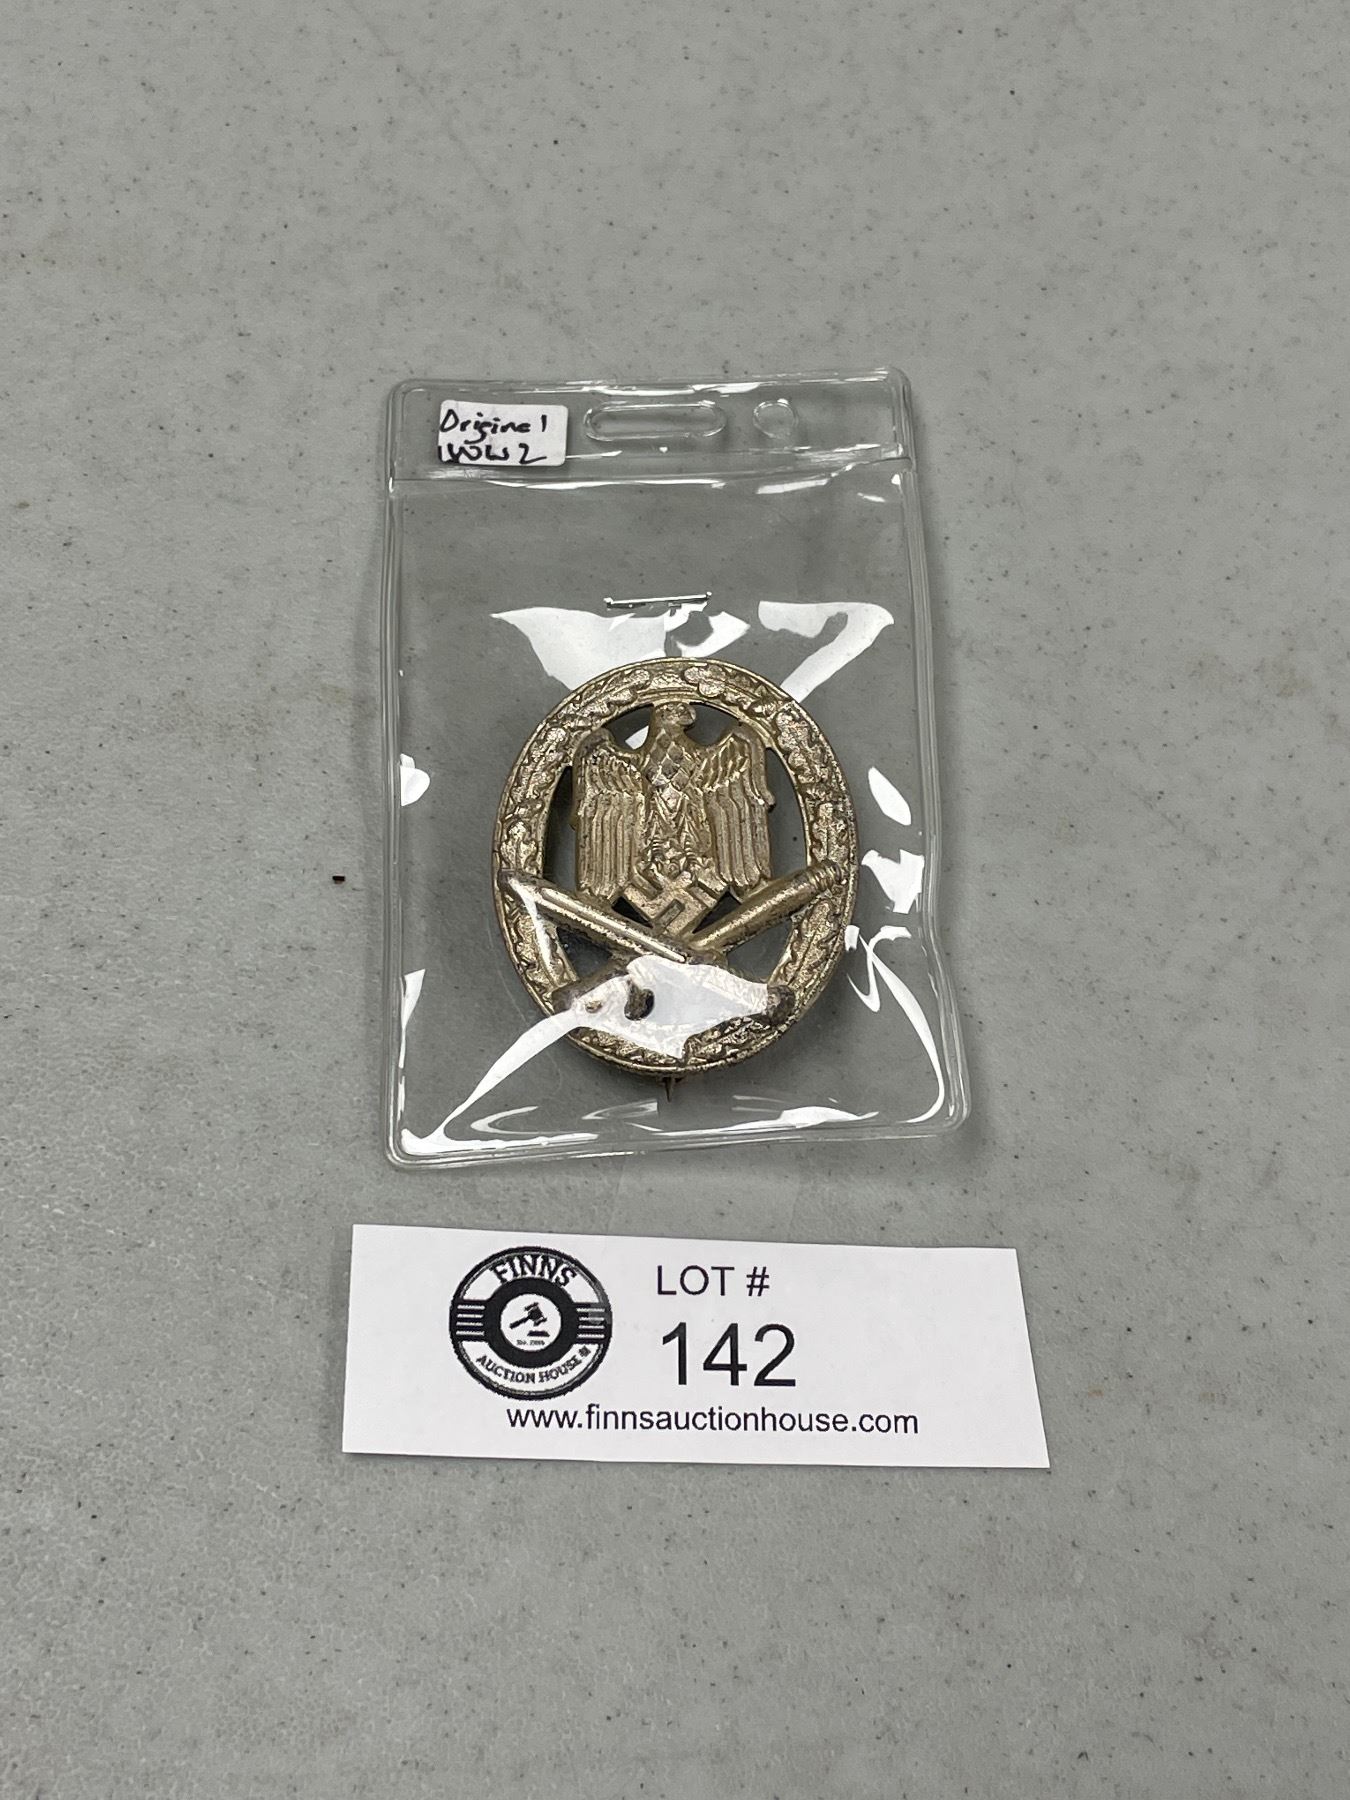 Original
WW2
FINNS
AUCTION HOUSE
LOT #
142
www.finnsauctionhouse.com